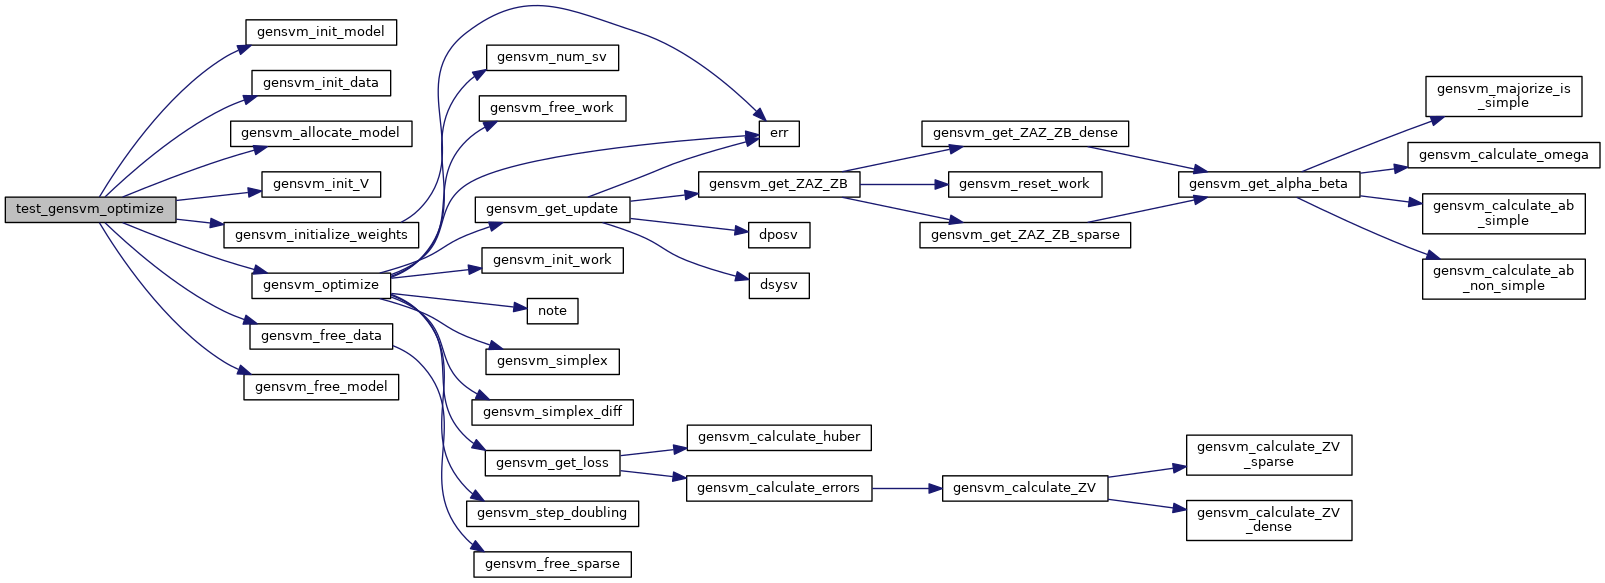 test_gensvm_optimize
gensvm_init_model
gensvm_init_data
gensvm_allocate_model
gensvm_init_V
gensvm_initialize_weights
gensvm_optimize
gensvm_free_data
gensvm_free_model
gensvm_num_sv
gensvm_free_work
gensvm_get_update
gensvm_init_work
note
gensvm_simplex
gensvm_simplex_diff
gensvm_get_loss
gensvm_step_doubling
gensvm_free_sparse
err
gensvm_get_ZAZ_ZB
dposv
dsysv
gensvm_calculate_huber
gensvm_calculate_errors
gensvm_get_ZAZ_ZB_dense
gensvm_reset_work
gensvm_get_ZAZ_ZB_sparse
gensvm_calculate_ZV
gensvm_get_alpha_beta
gensvm_calculate_ZV
_sparse
gensvm_calculate_ZV
_dense
gensvm_majorize_is
_simple
gensvm_calculate_omega
gensvm_calculate_ab
_simple
gensvm_calculate_ab
_non_simple